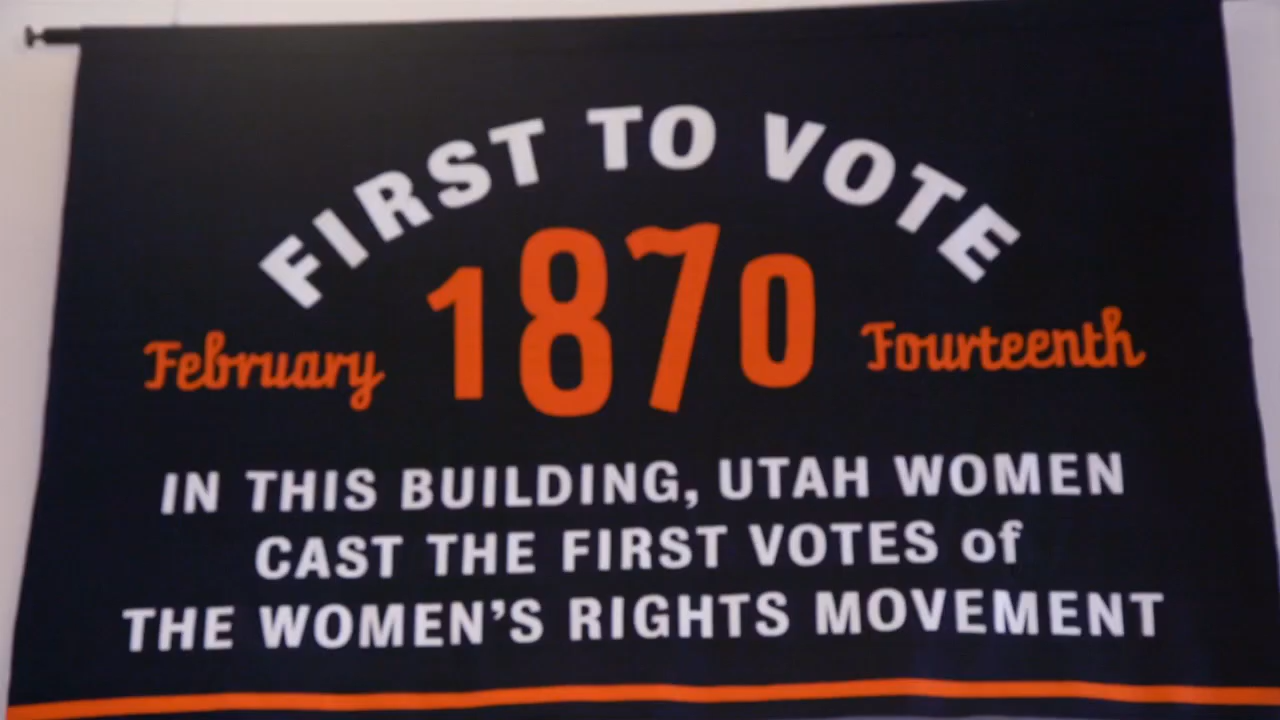 FIRST TO VOTE
February 1870 Fourteenth
IN THIS BUILDING, UTAH WOMEN
CAST THE FIRST VOTES of
THE WOMEN'S RIGHTS MOVEMENT